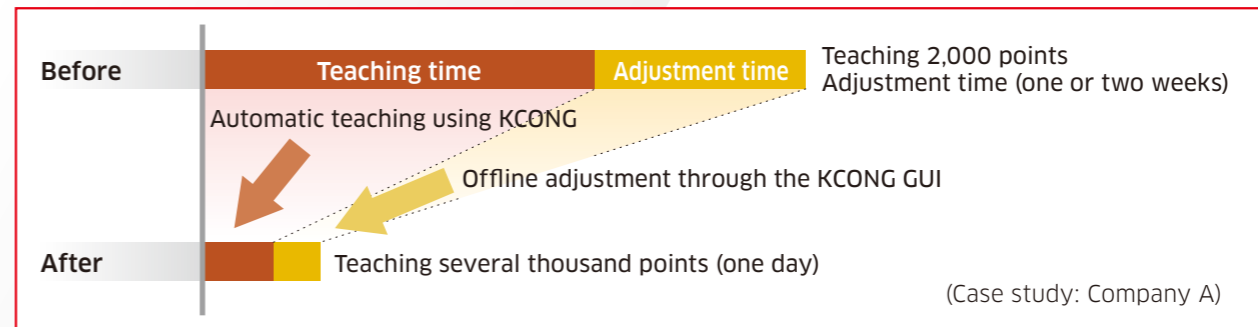 Before
Teaching time
Adjustment time
Teaching 2,000 points
Adjustment time (one or two weeks)
Automatic teaching using KCONG
Offline adjustment through the KCONG GUI
After
Teaching several thousand points (one day)
(Case study: Company A)